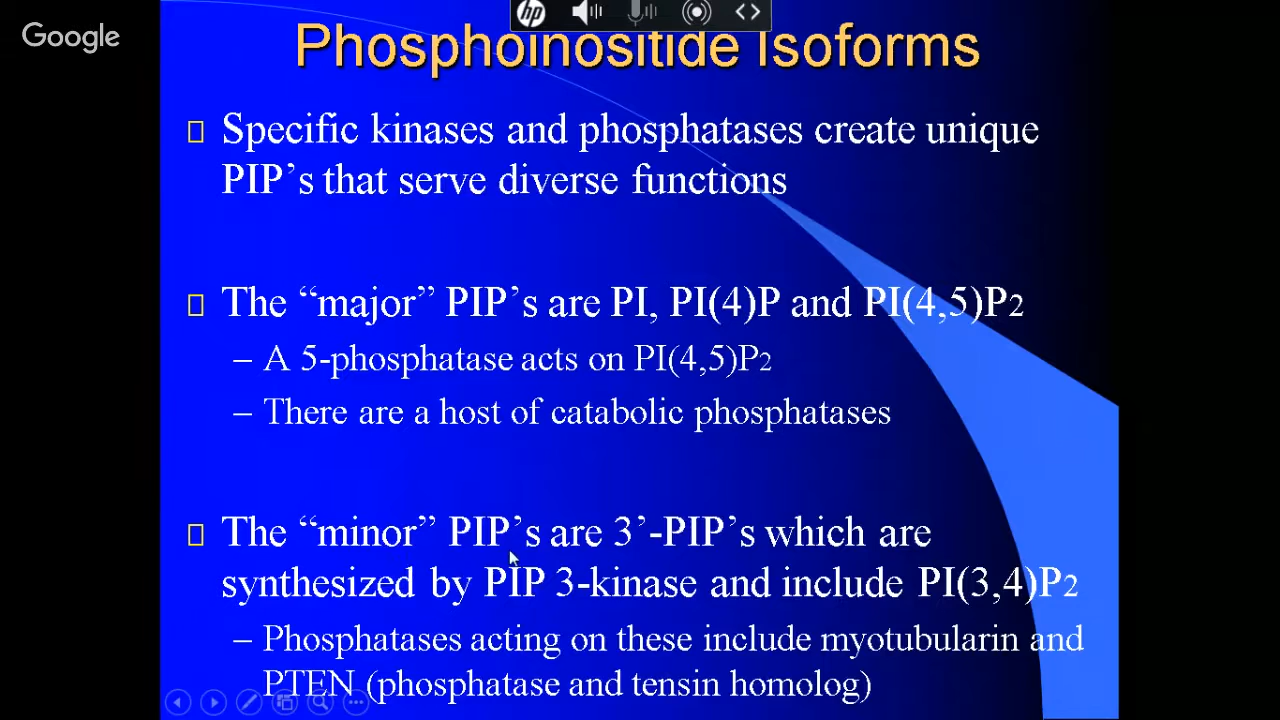 Google
hp
Phosphoinositide Isoforms
Specific kinases and phosphatases create unique
PIP’s that serve diverse functions
The “major” PIP’s are PI, PI(4)P and PI(4,5)P2
– A 5-phosphatase acts on PI(4,5)P2
– There are a host of catabolic phosphatases
The “minor” PIP’s are 3’-PIP’s which are
synthesized by PIP 3-kinase and include PI(3,4)P2
– Phosphatases acting on these include myotubularin and
PTEN (phosphatase and tensin homolog)